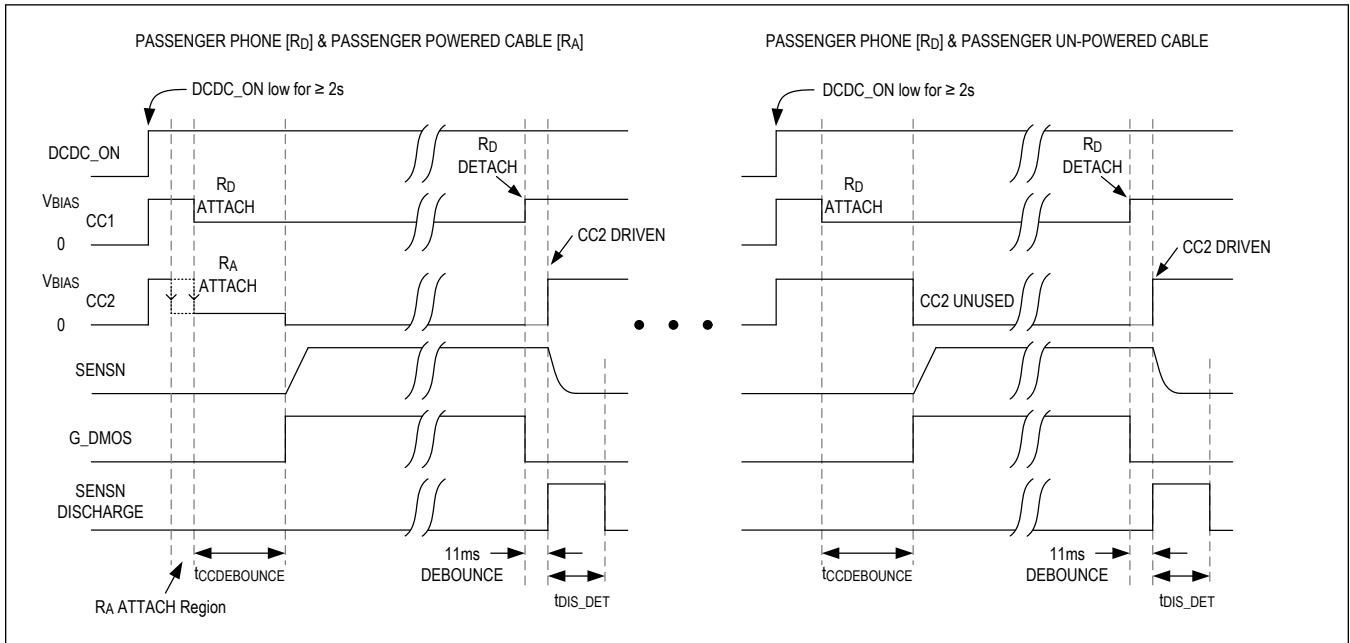 PASSENGER PHONE [RD] & PASSENGER POWERED CABLE [RA]
DCDC_ON low for ≥ 2s
DCDC_ON
RD
DETACH
RD
ATTACH
VBIAS
CC1
0
CC2 DRIVEN
RA
ATTACH
VBIAS
CC2
0
SENSN
G_DMOS
SENSN
DISCHARGE
tCCDEBOUNCE
11ms
DEBOUNCE
tDIS_DET
RA ATTACH Region
PASSENGER PHONE [RD] & PASSENGER UN-POWERED CABLE
DCDC_ON low for ≥ 2s
RD
DETACH
RD
ATTACH
CC2 DRIVEN
CC2 UNUSED
tCCDEBOUNCE
11ms
DEBOUNCE
tDIS_DET